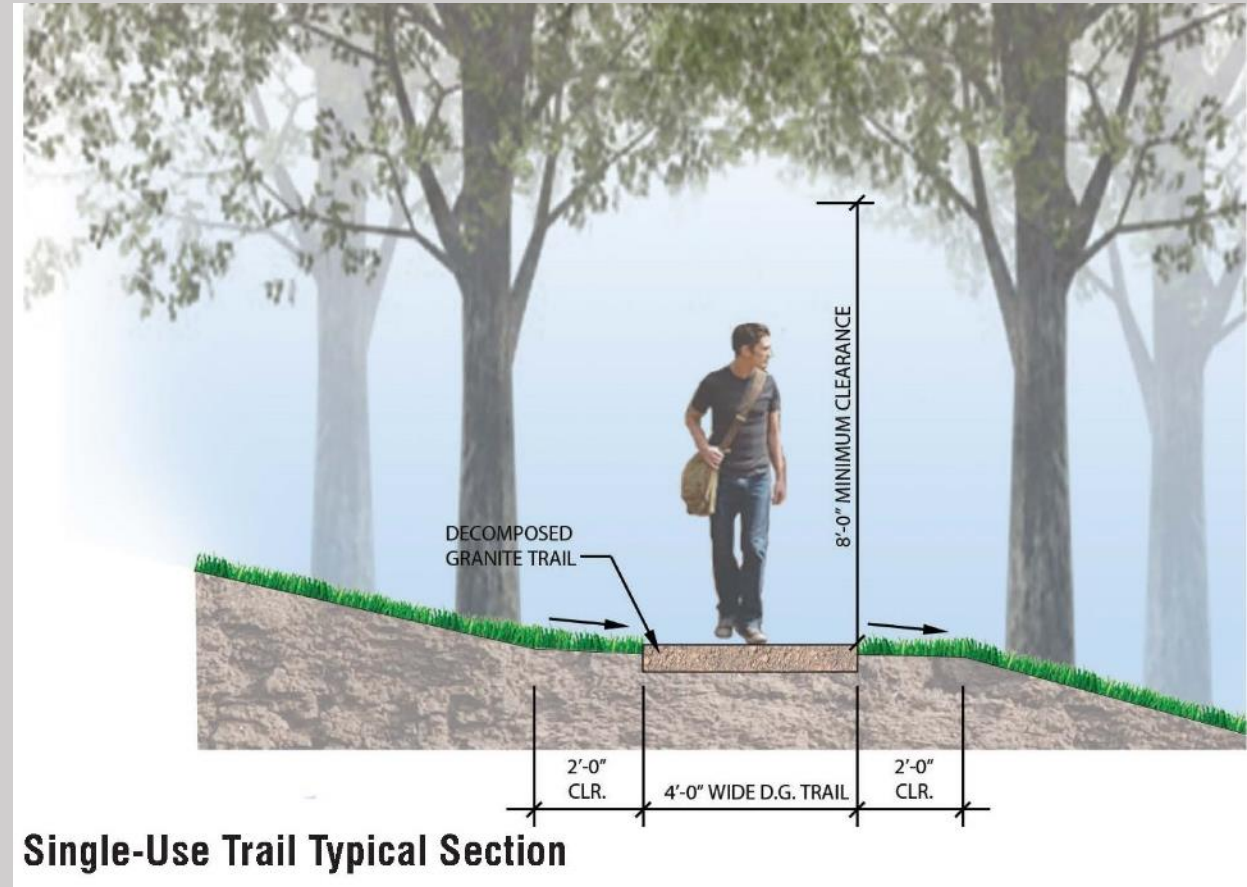 8'-0" MINIMUM CLEARANCE
DECOMPOSED
GRANITE TRAIL
2'-0"
CLR.
4'-0" WIDE D.G. TRAIL
2'-0"
CLR.
Single-Use Trail Typical Section